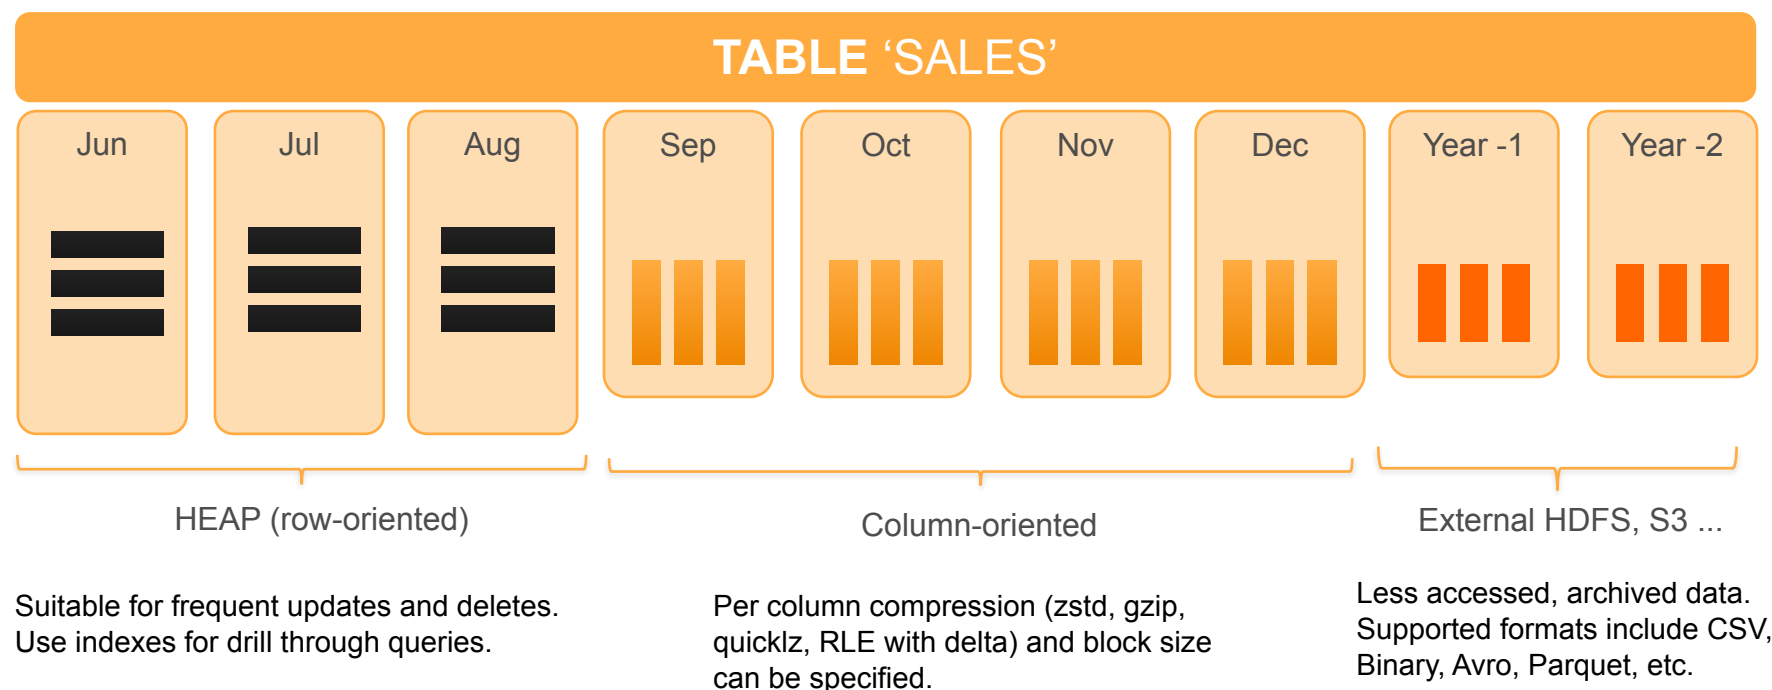 TABLE ‘SALES’
Jun
Jul
Aug
Sep
Oct
Nov
Dec
Year -1
Year -2
HEAP (row-oriented)
Column-oriented
External HDFS, S3 ...
Suitable for frequent updates and deletes.
Use indexes for drill through queries.
Per column compression (zstd, gzip,
quicklz, RLE with delta) and block size
can be specified.
Less accessed, archived data.
Supported formats include CSV,
Binary, Avro, Parquet, etc.